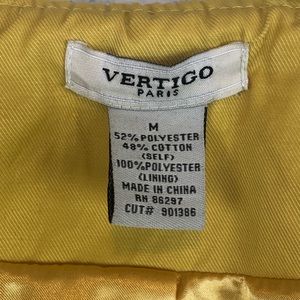 VERTIGO
PARIS
M
52% POLYESTER
48% COTTON
(SELF)
100% POLYESTER
(LINING)
MADE IN CHINA
RN 86297
CUT# 901386